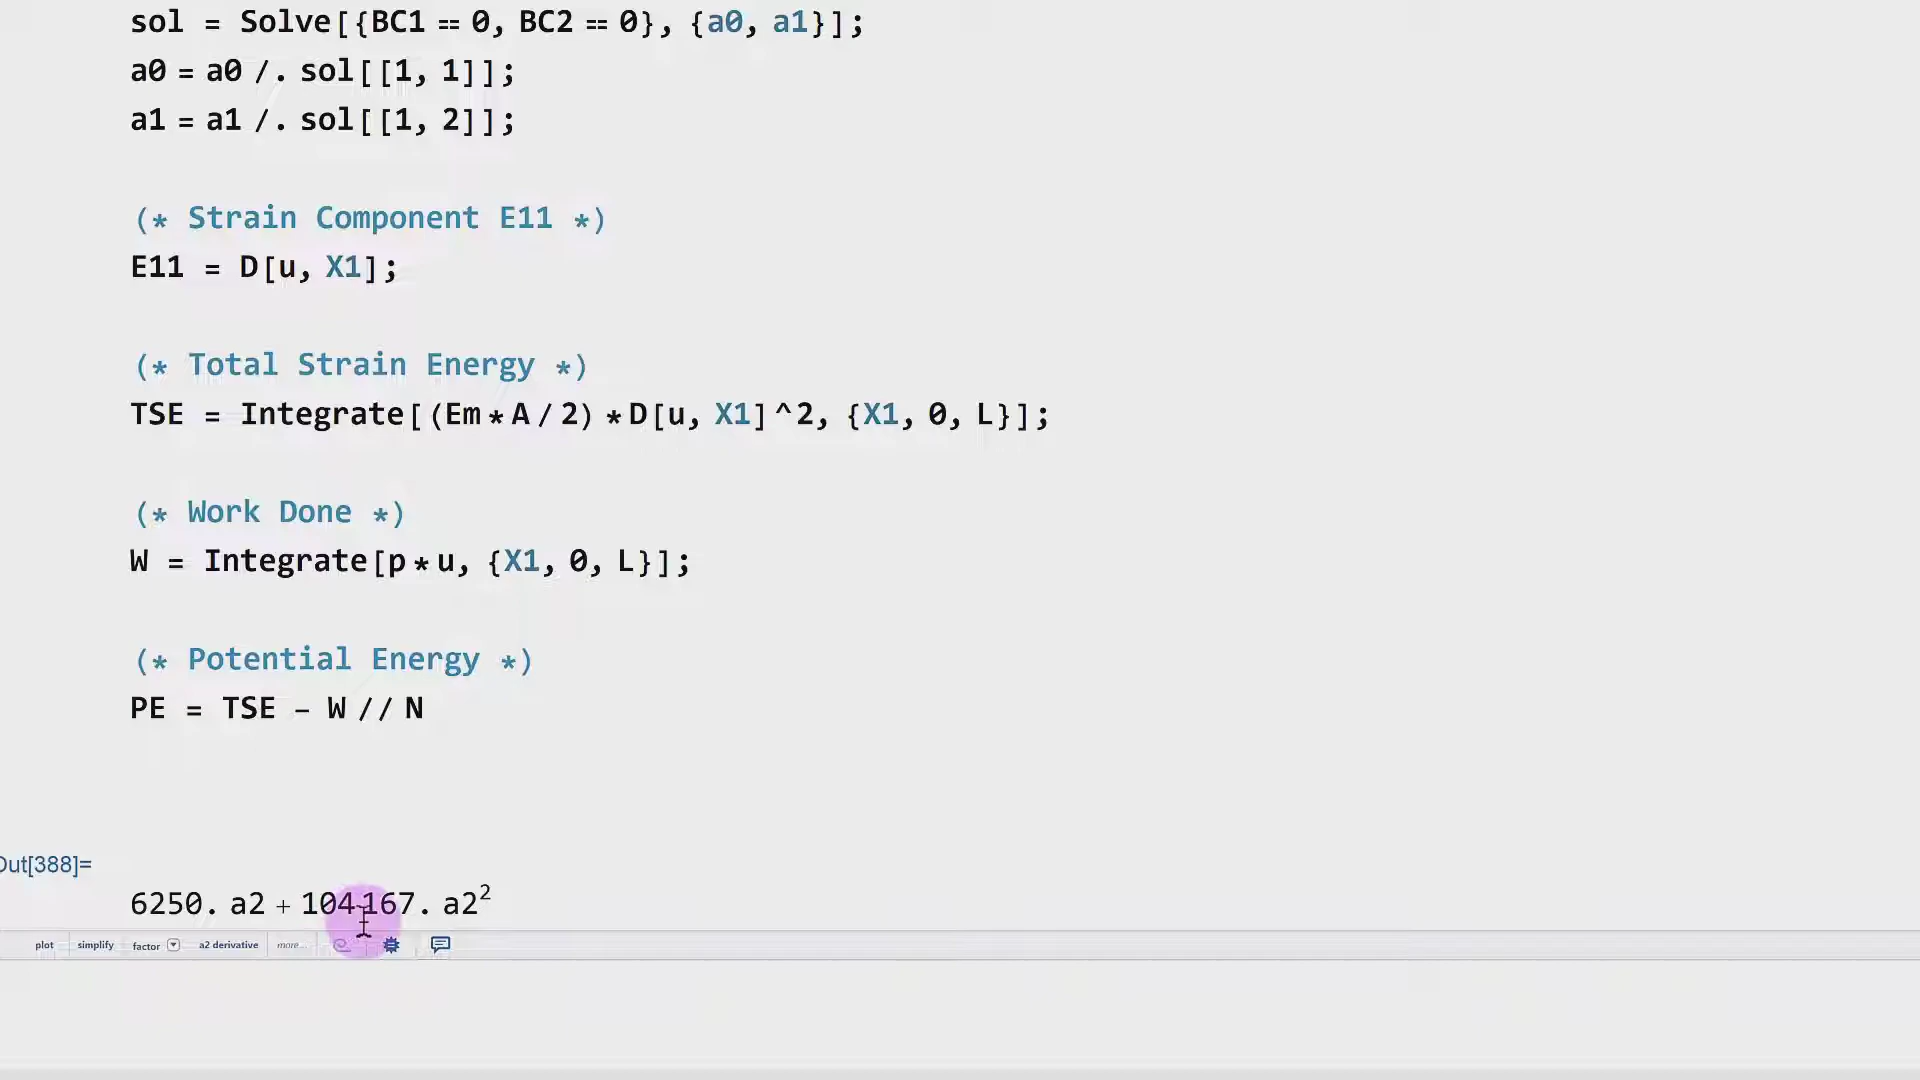 sol = Solve[{BC1 == 0, BC2 == 0}, {a0, a1}];
a0 = a0 /. sol[[1, 1]];
a1 = a1 /. sol[[1, 2]];
(* Strain Component E11 *)
E11 = D[u, X1];
(* Total Strain Energy *)
TSE = Integrate[(Em * A / 2) * D[u, X1]^2, {X1, 0, L}];
(* Work Done *)
W = Integrate[p * u, {X1, 0, L}];
(* Potential Energy *)
PE = TSE - W // N
Out[388]=
6250. a2 + 104167. a2²
plot simplify factor a2 derivative more...